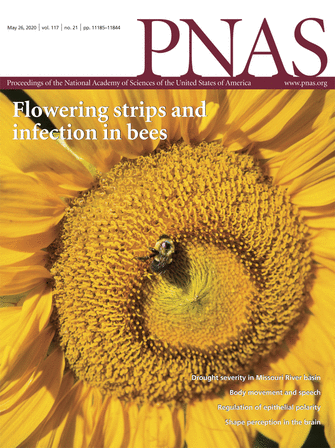 May 26, 2020 | vol. 117 | no. 21 | pp. 11185–11844
PNAS
Proceedings of the National Academy of Sciences of the United States of America www.pnas.org
Flowering strips and
infection in bees
Drought severity in Missouri River Basin
Body movement and speech
Regulation of epithelial polarity
Shape perception in the brain